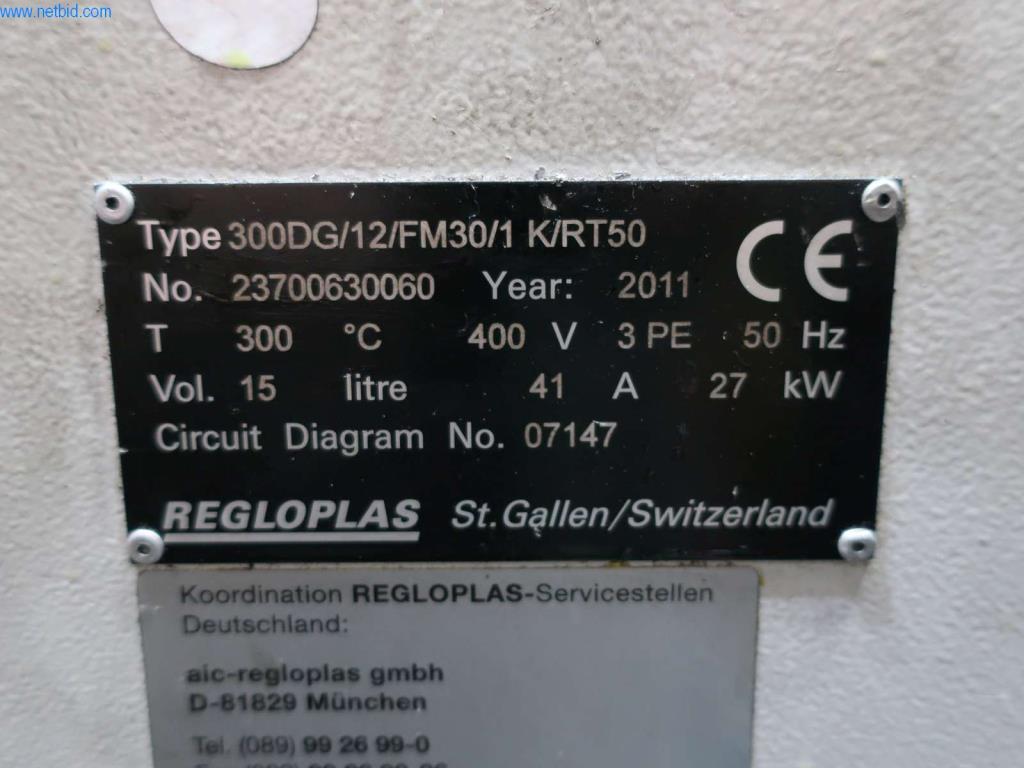 www.netbid.com
Type 300DG/12/FM30/1 K/RT50
No. 23700630060 Year: 2011 CE
T 300 °C 400 V 3 PE 50 Hz
Vol. 15 litre 41 A 27 kW
Circuit Diagram No. 07147
REGLOPLAS St. Gallen/Switzerland
Koordination REGLOPLAS-Servicestellen
Deutschland:
aic-regloplas gmbh
D-81829 München
Tel. (089) 99 26 99-0